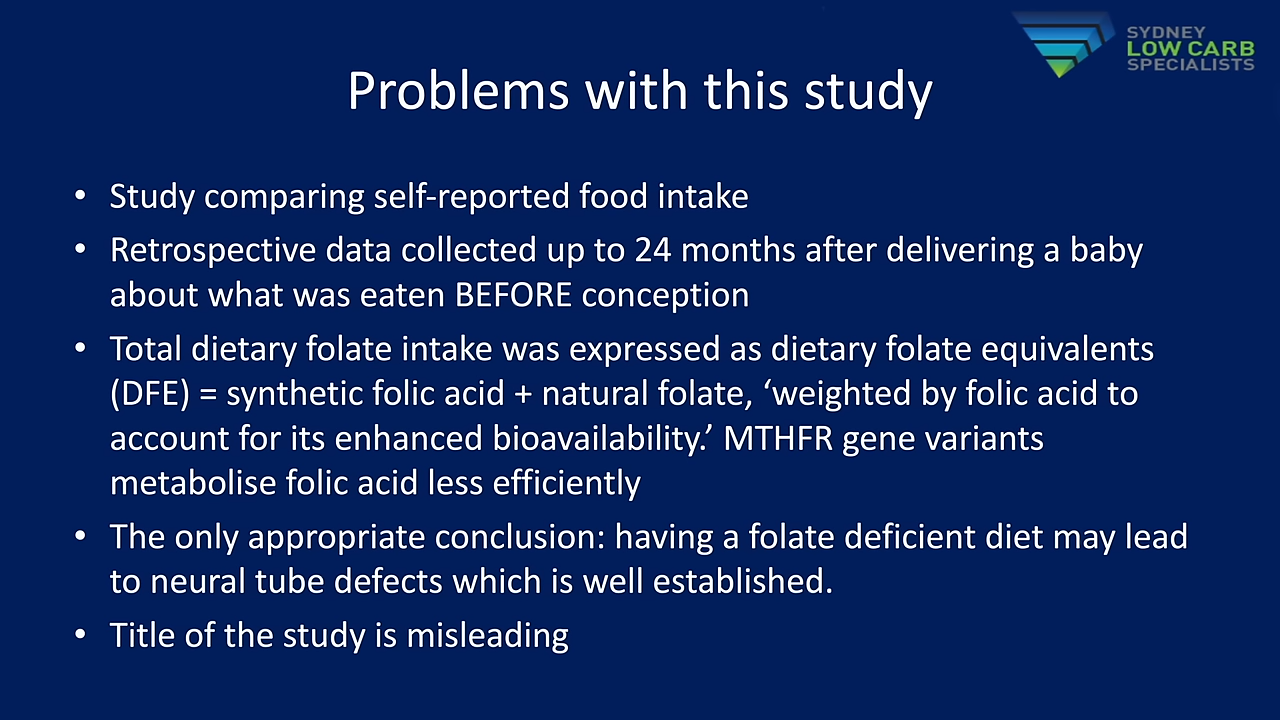 SYDNEY
LOW CARB
SPECIALISTS
Problems with this study
• Study comparing self-reported food intake
• Retrospective data collected up to 24 months after delivering a baby
about what was eaten BEFORE conception
• Total dietary folate intake was expressed as dietary folate equivalents
(DFE) = synthetic folic acid + natural folate, ‘weighted by folic acid to
account for its enhanced bioavailability.’ MTHFR gene variants
metabolise folic acid less efficiently
• The only appropriate conclusion: having a folate deficient diet may lead
to neural tube defects which is well established.
• Title of the study is misleading